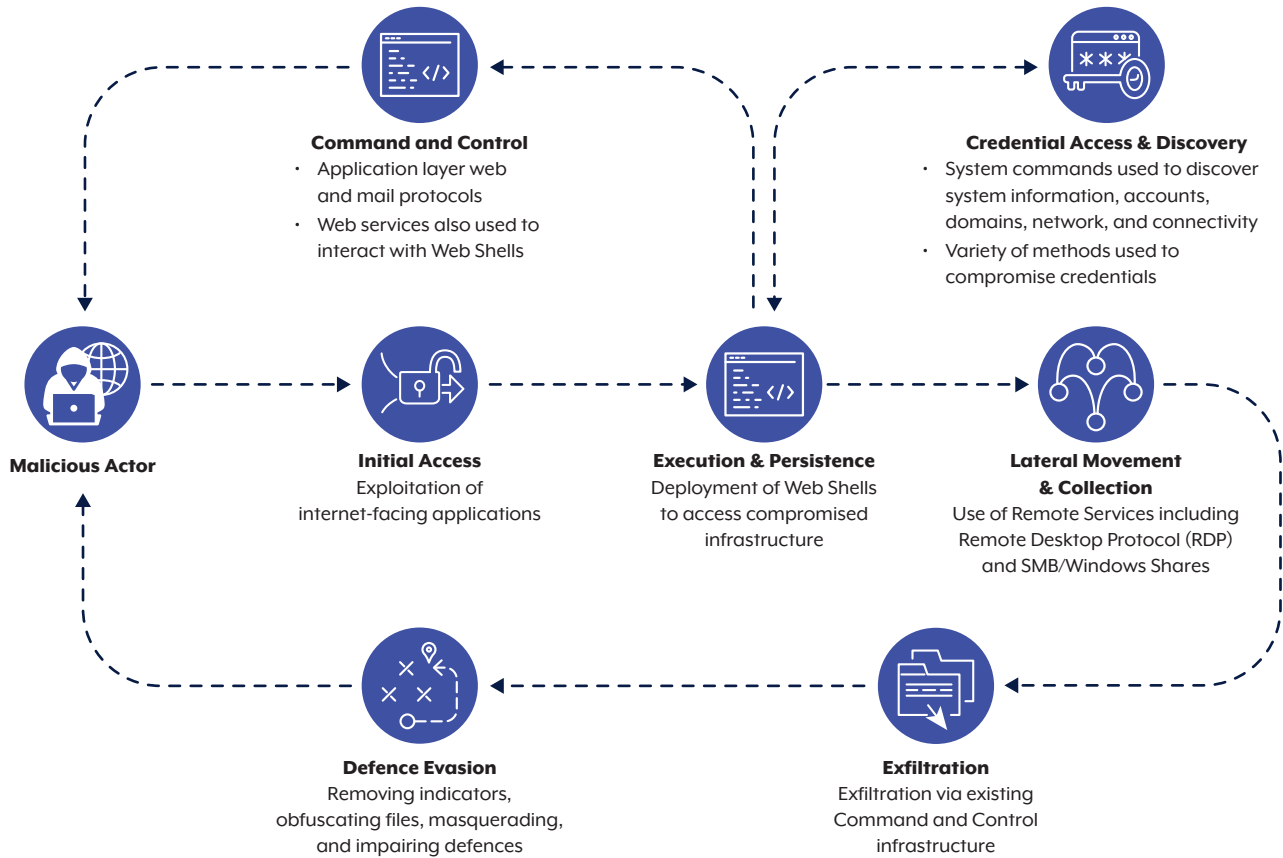 Command and Control
· Application layer web
and mail protocols
· Web services also used to
interact with Web Shells
Credential Access & Discovery
· System commands used to discover
system information, accounts,
domains, network, and connectivity
· Variety of methods used to
compromise credentials
Malicious Actor
Initial Access
Exploitation of
internet-facing applications
Execution & Persistence
Deployment of Web Shells
to access compromised
infrastructure
Lateral Movement
& Collection
Use of Remote Services including
Remote Desktop Protocol (RDP)
and SMB/Windows Shares
Defence Evasion
Removing indicators,
obfuscating files, masquerading,
and impairing defences
Exfiltration
Exfiltration via existing
Command and Control
infrastructure